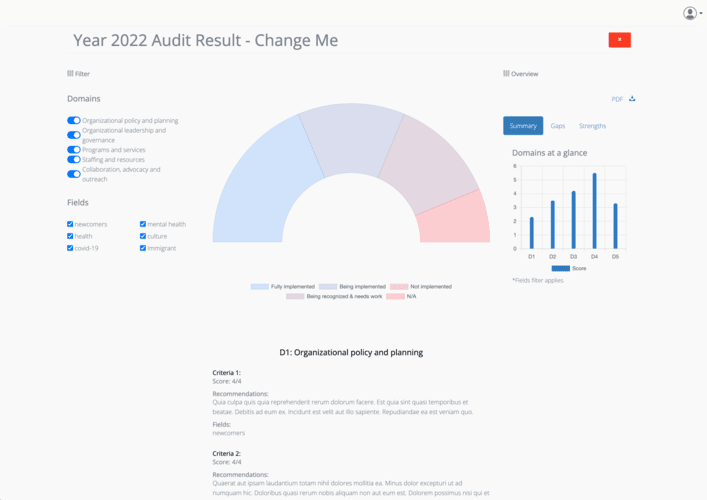 Year 2022 Audit Result - Change Me
×
Filter
Domains
Organizational policy and planning
Organizational leadership and
governance
Programs and services
Staffing and resources
Collaboration, advocacy and
outreach
Fields
newcomers
mental health
health
culture
covid-19
immigrant
Fully implemented
Being implemented
Not implemented
Being recognized & needs work
N/A
Overview
PDF
Summary
Gaps
Strengths
Domains at a glance
6
5
4
3
2
1
0
D1 D2 D3 D4 D5
Score
*Fields filter applies
D1: Organizational policy and planning
Criteria 1:
Score: 4/4
Recommendations:
Quia culpa quis quia reprehenderit rerum dolorum facere. Est quia sint quasi temporibus et
beatae. Debitis ad eum ex. Incidunt est velit aut illo sapiente. Repudiandae ea est veniam quo.
Fields:
newcomers
Criteria 2:
Score: 4/4
Recommendations:
Quaerat aut ipsam laudantium totam nihil dolores mollitia ea. Minus dolor excepturi ut ad
numquam hic. Doloribus quasi rerum nobis aliquam non aut eum est. Dolorem possimus nisi qui et